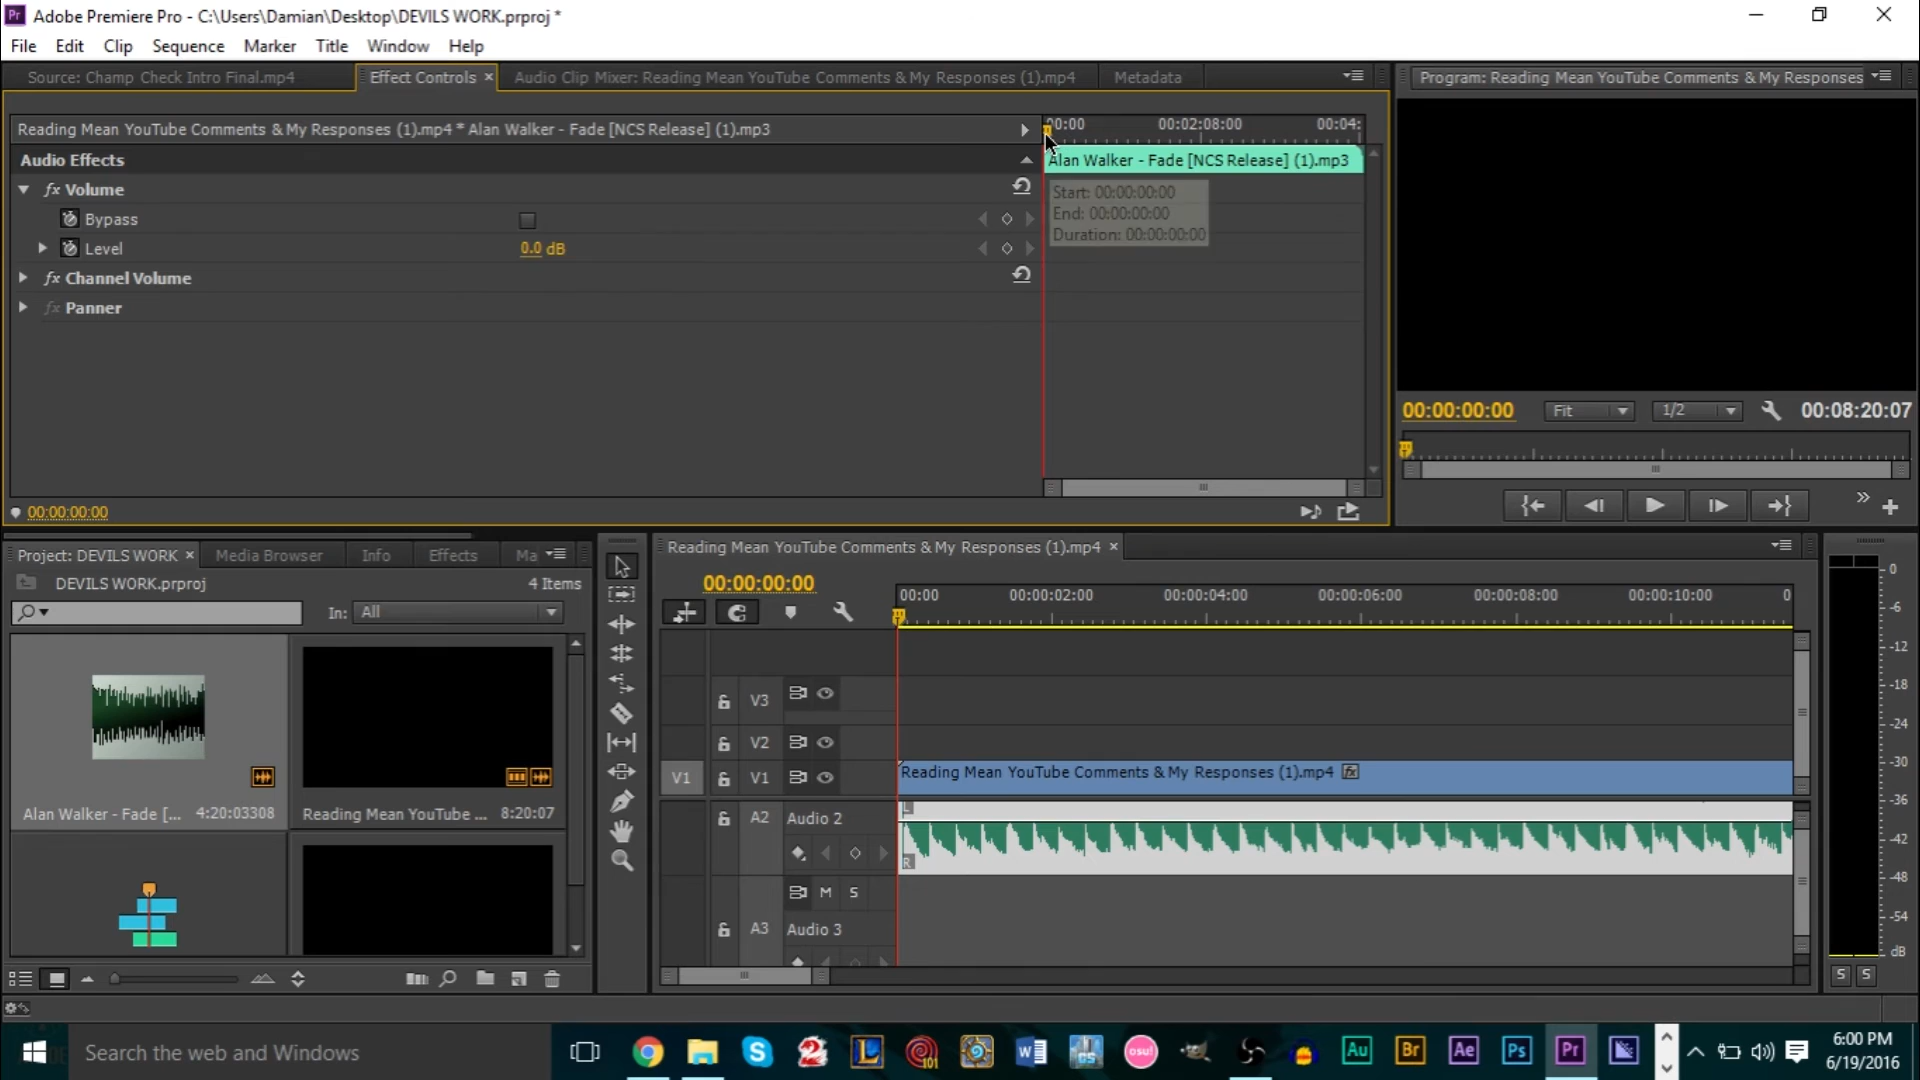 Adobe Premiere Pro - C:\Users\Damian\Desktop\DEVILS WORK.prproj *
File Edit Clip Sequence Marker Title Window Help
Source: Champ Check Intro Final.mp4 Effect Controls × Audio Clip Mixer: Reading Mean YouTube Comments & My Responses (1).mp4 Metadata
Program: Reading Mean YouTube Comments & My Responses
Reading Mean YouTube Comments & My Responses (1).mp4 * Alan Walker - Fade [NCS Release] (1).mp3
00:00 00:02:08:00 00:04:
Audio Effects
Alan Walker - Fade [NCS Release] (1).mp3
fx Volume
Start: 00:00:00:00
End: 00:00:00:00
Duration: 00:00:00:00
Bypass
Level 0.0 dB
fx Channel Volume
fx Panner
00:00:00:00 Fit 1/2 00:08:20:07
00:00:00:00
Project: DEVILS WORK × Media Browser Info Effects Ma
DEVILS WORK.prproj 4 Items
In: All
Alan Walker - Fade [... 4:20:03308
Reading Mean YouTube ... 8:20:07
Reading Mean YouTube Comments & My Responses (1).mp4 ×
00:00:00:00
00:00 00:00:02:00 00:00:04:00 00:00:06:00 00:00:08:00 00:00:10:00 0
V3
V2
V1 V1 Reading Mean YouTube Comments & My Responses (1).mp4 fx
A2 Audio 2
L
R
M S
A3 Audio 3
0
-6
-12
-18
-24
-30
-36
-42
-48
-54
dB
S S
Search the web and Windows
101
W
CS
osu!
Au
Br
Ae
Ps
Pr
6:00 PM
6/19/2016